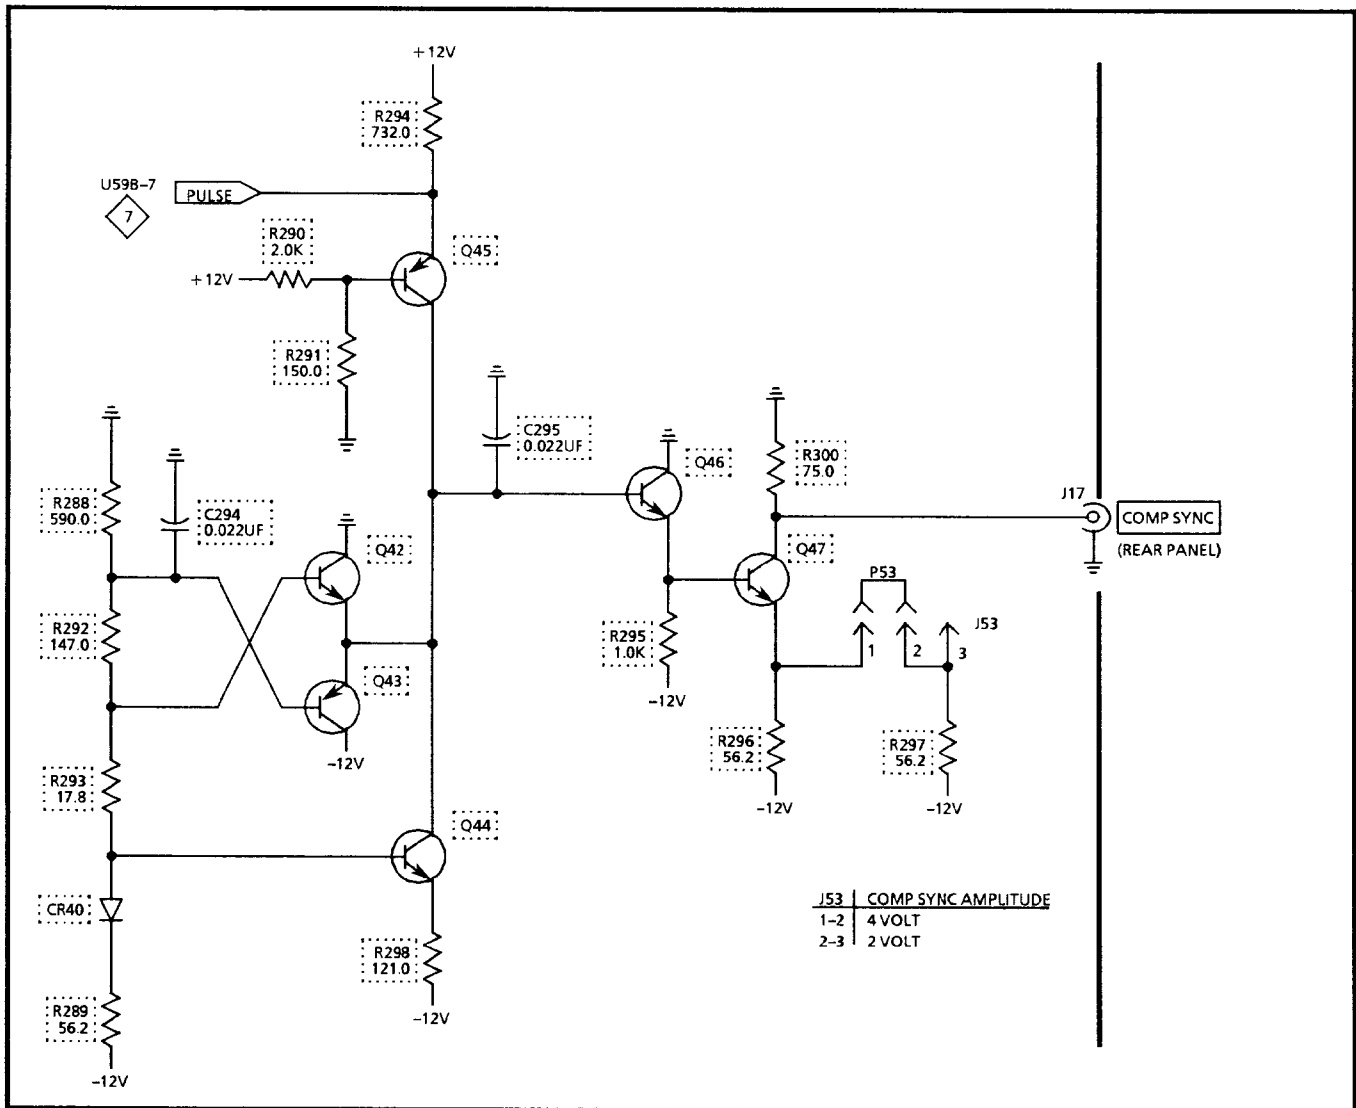 +12V
R294
732.0
U59B-7
7
PULSE
R290
2.0K
+12V
Q45
R291
150.0
C295
0.022UF
R288
590.0
C294
0.022UF
Q42
Q46
R300
75.0
J17
COMP SYNC
(REAR PANEL)
Q47
P53
R292
147.0
R295
1.0K
J53
1
2
3
Q43
-12V
-12V
R293
17.8
R296
56.2
R297
56.2
-12V
-12V
Q44
CR40
J53 COMP SYNC AMPLITUDE
1-2 4 VOLT
2-3 2 VOLT
R298
121.0
R289
56.2
-12V
-12V